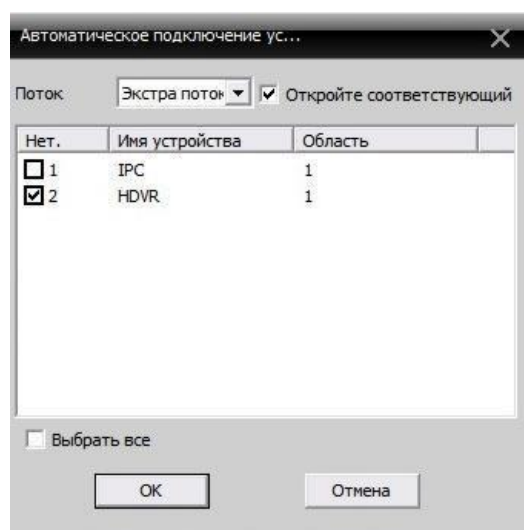 Автоматическое подключение ус...
Поток Экстра поток Откройте соответствующий
Нет. Имя устройства Область
1 IPC 1
2 HDVR 1
Выбрать все
OK Отмена